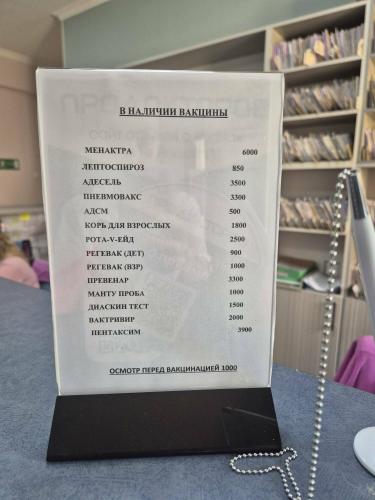 В НАЛИЧИИ ВАКЦИНЫ
МЕНАКТРА 6000
ЛЕПТОСПИРОЗ 850
АДЕСЕЛЬ 3500
ПНЕВМОВАКС 3300
АДСМ 500
КОРЬ ДЛЯ ВЗРОСЛЫХ 1800
РОТА-V-ЕЙД 2500
РЕГЕВАК (ДЕТ) 900
РЕГЕВАК (ВЗР) 1000
ПРЕВЕНАР 3300
МАНТУ ПРОБА 1000
ДИАСКИН ТЕСТ 1500
ВАКТРИВИР 2000
ПЕНТАКСИМ 3900
ОСМОТР ПЕРЕД ВАКЦИНАЦИЕЙ 1000